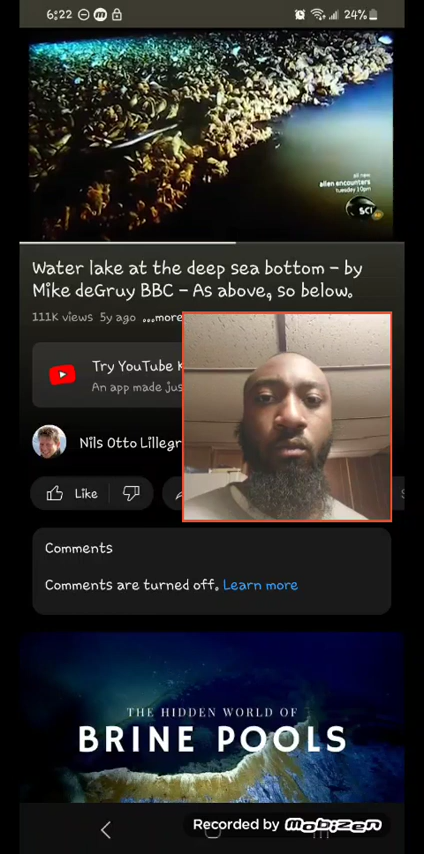 6:22
24%
all new
alien encounters
tuesday 10pm
SCI
Water lake at the deep sea bottom – by
Mike deGruy BBC – As above, so below.
111K views 5y ago ...more
Try YouTube K
An app made jus
Nils Otto Lillegr
Like
Comments
Comments are turned off. Learn more
THE HIDDEN WORLD OF
BRINE POOLS
Recorded by mobizen